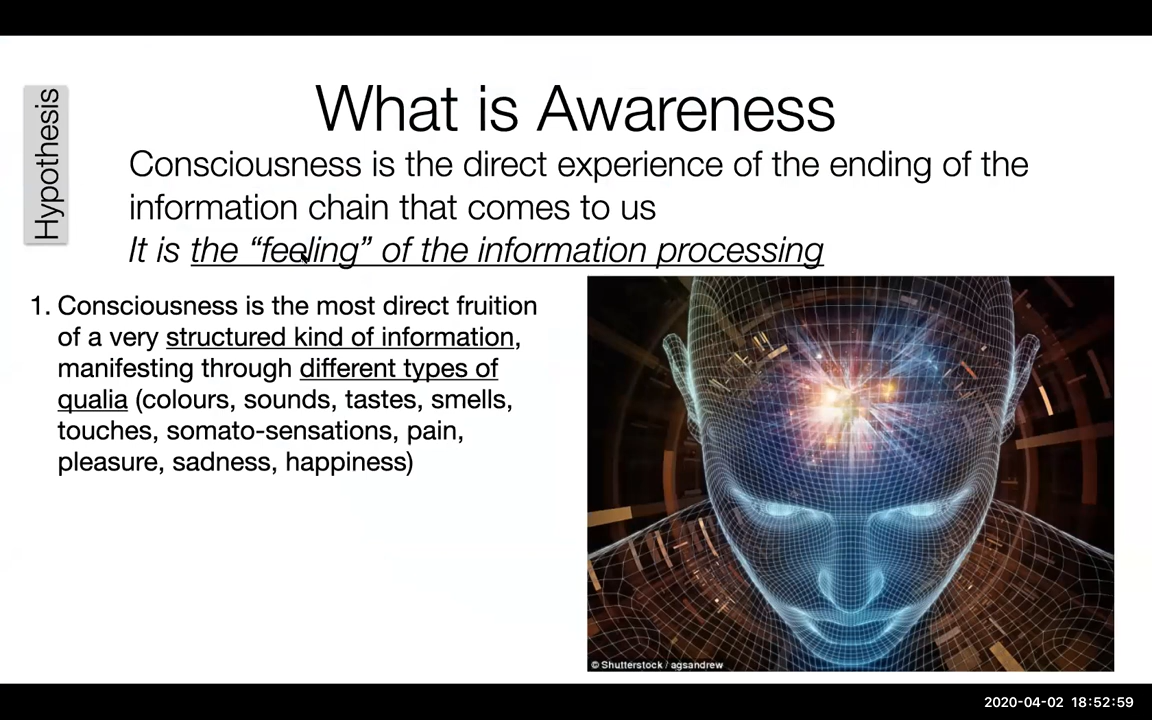 Hypothesis
What is Awareness
Consciousness is the direct experience of the ending of the
information chain that comes to us
It is the “feeling” of the information processing
1. Consciousness is the most direct fruition
of a very structured kind of information,
manifesting through different types of
qualia (colours, sounds, tastes, smells,
touches, somato-sensations, pain,
pleasure, sadness, happiness)
© Shutterstock / agsandrew
2020-04-02 18:52:59